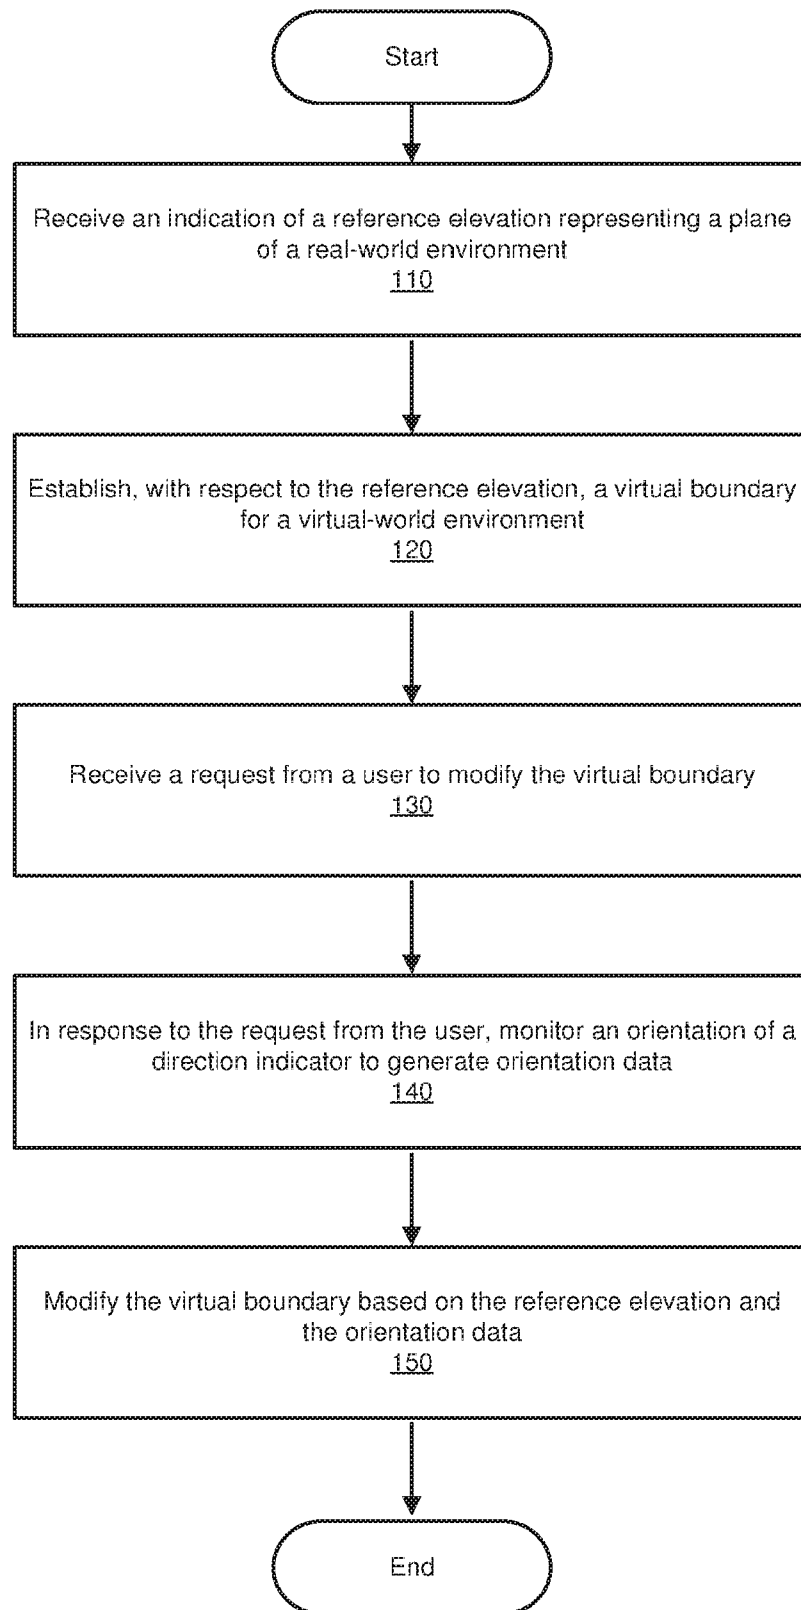 Start
Receive an indication of a reference elevation representing a plane
of a real-world environment
110
Establish, with respect to the reference elevation, a virtual boundary
for a virtual-world environment
120
Receive a request from a user to modify the virtual boundary
130
In response to the request from the user, monitor an orientation of a
direction indicator to generate orientation data
140
Modify the virtual boundary based on the reference elevation and
the orientation data
150
End